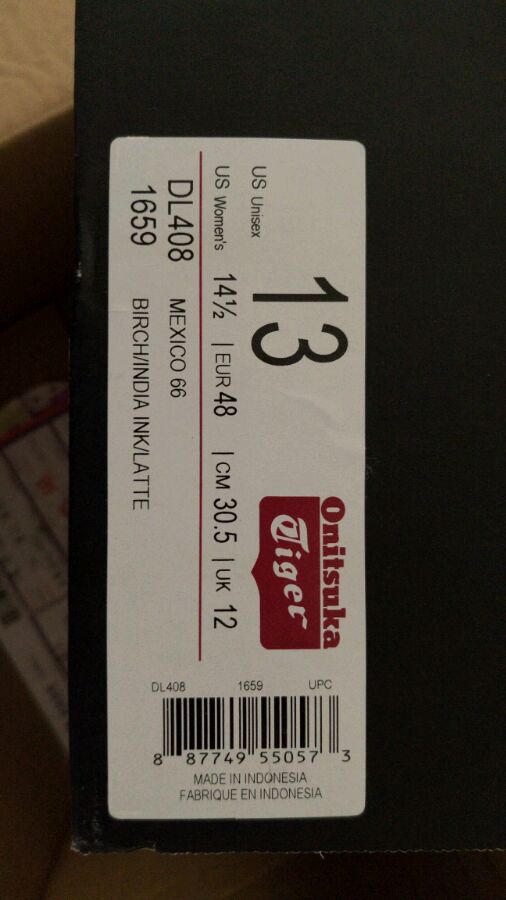 US Unisex 13
US Women's 14½ | EUR 48 | CM 30.5 | UK 12
DL408 MEXICO 66
1659 BIRCH/INDIA INK/LATTE
Onitsuka
Tiger
DL408 1659 UPC
8 87749 55057 3
MADE IN INDONESIA
FABRIQUE EN INDONESIA